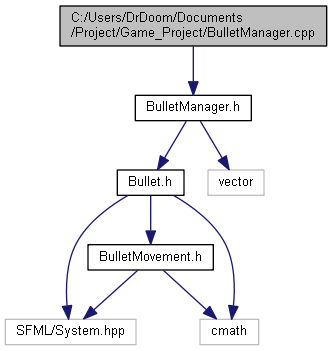 C:/Users/DrDoom/Documents
/Project/Game_Project/BulletManager.cpp
BulletManager.h
Bullet.h
vector
BulletMovement.h
SFML/System.hpp
cmath